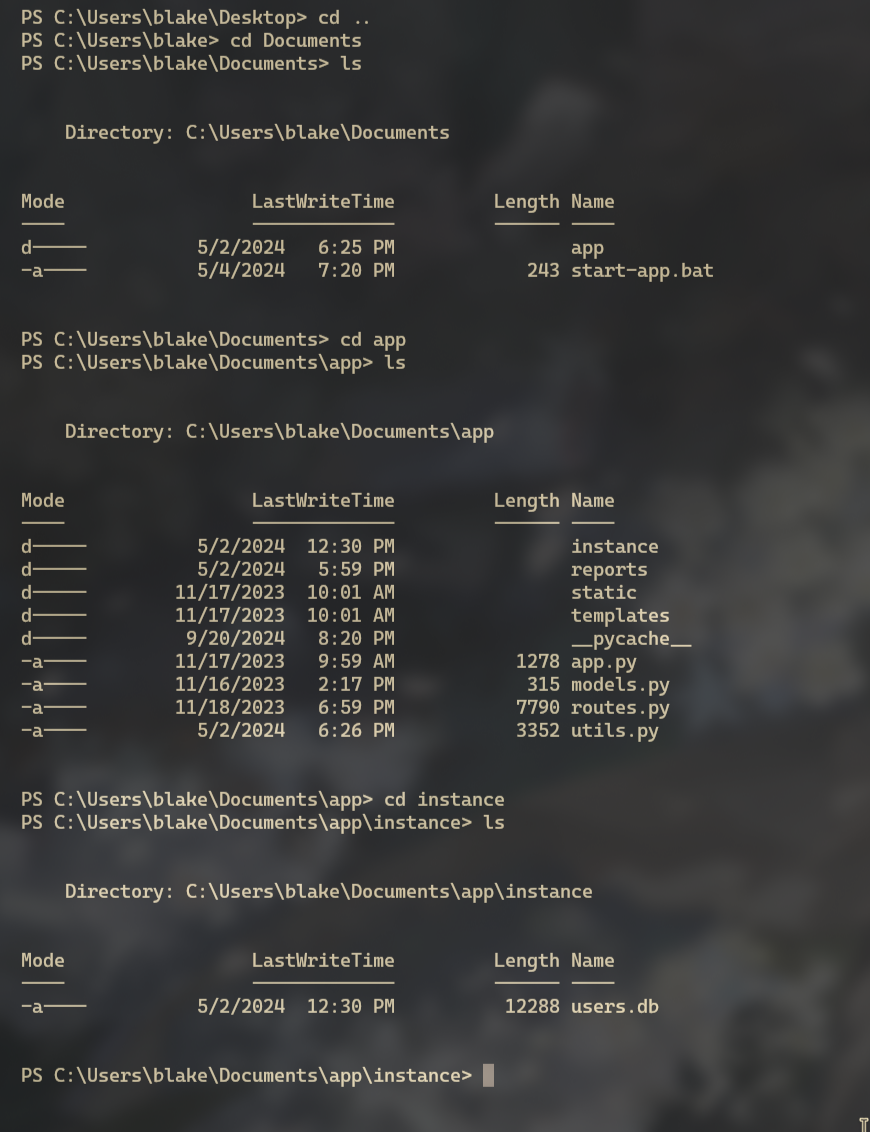 PS C:\Users\blake\Desktop> cd ..
PS C:\Users\blake> cd Documents
PS C:\Users\blake\Documents> ls
Directory: C:\Users\blake\Documents
Mode LastWriteTime Length Name
---- ------------- ------ ----
d----- 5/2/2024 6:25 PM app
-a---- 5/4/2024 7:20 PM 243 start-app.bat
PS C:\Users\blake\Documents> cd app
PS C:\Users\blake\Documents\app> ls
Directory: C:\Users\blake\Documents\app
Mode LastWriteTime Length Name
---- ------------- ------ ----
d----- 5/2/2024 12:30 PM instance
d----- 5/2/2024 5:59 PM reports
d----- 11/17/2023 10:01 AM static
d----- 11/17/2023 10:01 AM templates
d----- 9/20/2024 8:20 PM __pycache__
-a---- 11/17/2023 9:59 AM 1278 app.py
-a---- 11/16/2023 2:17 PM 315 models.py
-a---- 11/18/2023 6:59 PM 7790 routes.py
-a---- 5/2/2024 6:26 PM 3352 utils.py
PS C:\Users\blake\Documents\app> cd instance
PS C:\Users\blake\Documents\app\instance> ls
Directory: C:\Users\blake\Documents\app\instance
Mode LastWriteTime Length Name
---- ------------- ------ ----
-a---- 5/2/2024 12:30 PM 12288 users.db
PS C:\Users\blake\Documents\app\instance>